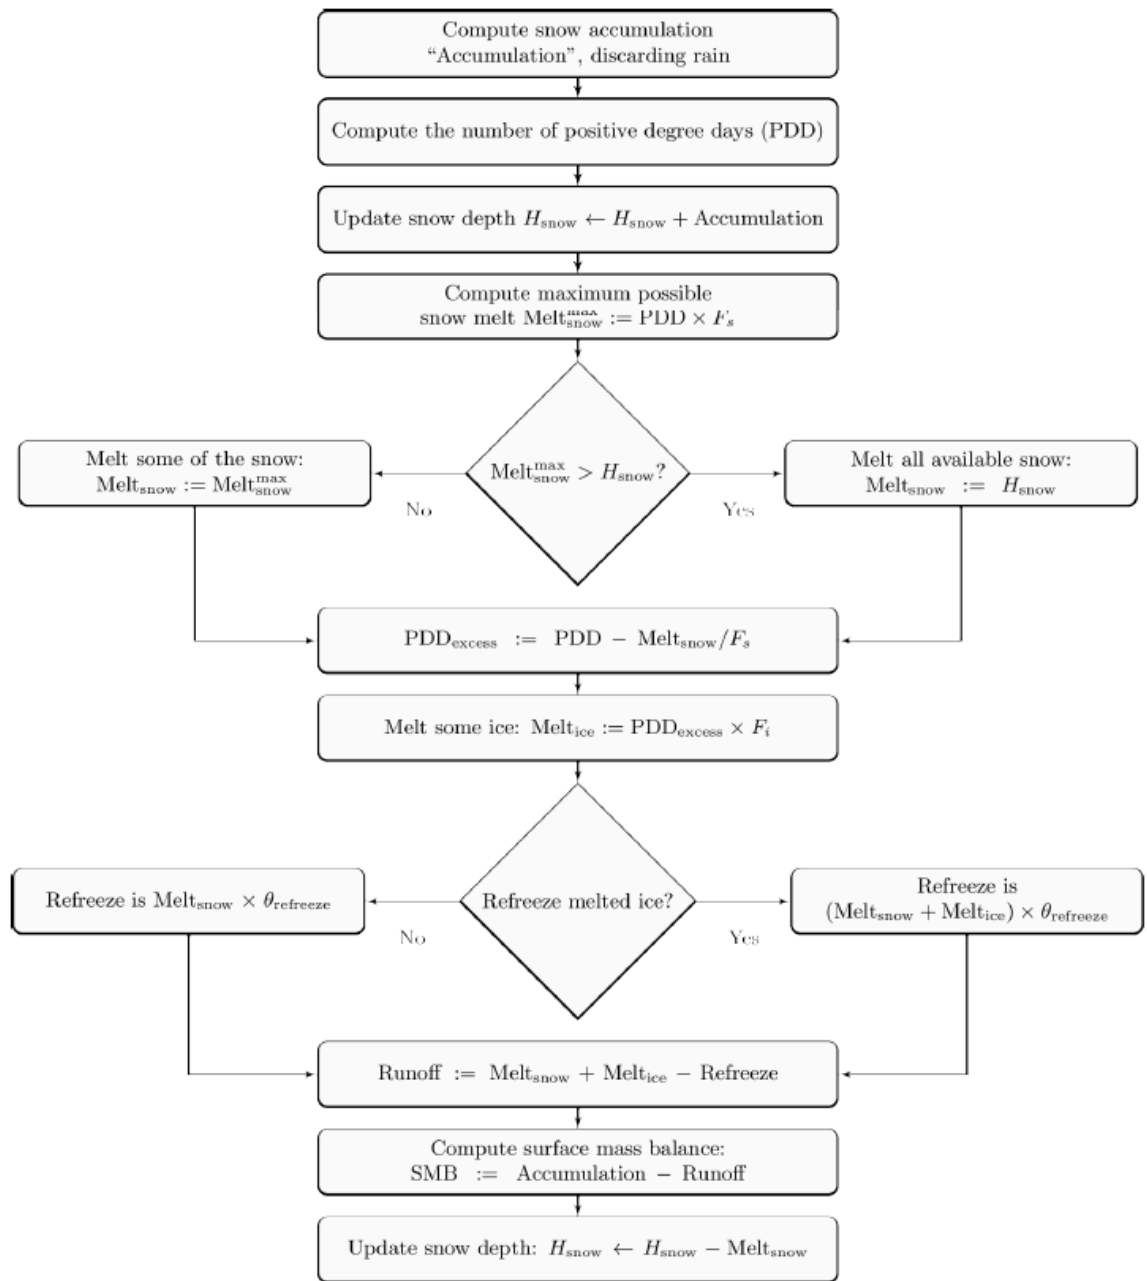 Compute snow accumulation
“Accumulation”, discarding rain
Compute the number of positive degree days (PDD)
Update snow depth H_snow ← H_snow + Accumulation
Compute maximum possible
snow melt Melt_snow^max := PDD × F_s
Melt some of the snow:
Melt_snow := Melt_snow^max
Melt_snow^max > H_snow?
Melt all available snow:
Melt_snow := H_snow
No
Yes
PDD_excess := PDD − Melt_snow/F_s
Melt some ice: Melt_ice := PDD_excess × F_i
Refreeze is Melt_snow × θ_refreeze
Refreeze melted ice?
Refreeze is
(Melt_snow + Melt_ice) × θ_refreeze
No
Yes
Runoff := Melt_snow + Melt_ice − Refreeze
Compute surface mass balance:
SMB := Accumulation − Runoff
Update snow depth: H_snow ← H_snow − Melt_snow